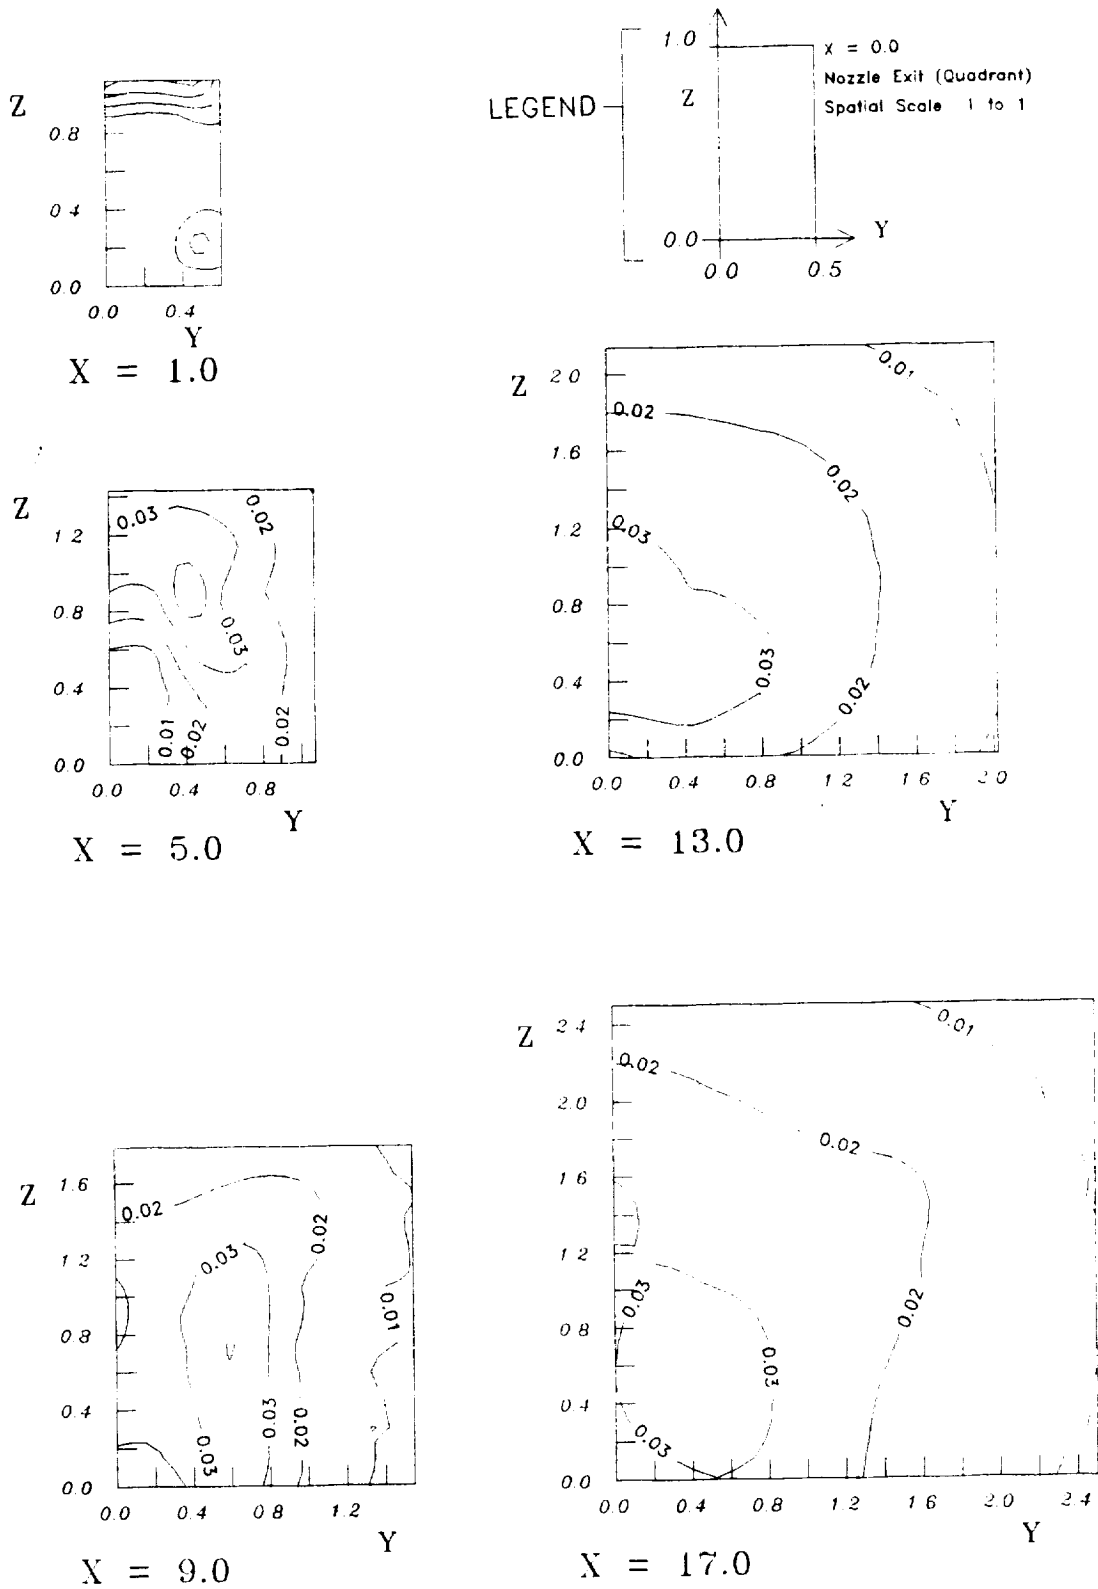 Z
0.8
0.4
0.0
0.0 0.4
Y
X = 1.0
LEGEND
1.0
Z
0.0
0.0 0.5
Y
X = 0.0
Nozzle Exit (Quadrant)
Spatial Scale 1 to 1
Z
1.2
0.8
0.4
0.0
0.03
0.02
0.03
0.01
0.02
0.02
0.0 0.4 0.8
Y
X = 5.0
Z
2.0
1.6
1.2
0.8
0.4
0.0
0.01
0.02
0.02
0.03
0.03
0.02
0.0 0.4 0.8 1.2 1.6 2.0
Y
X = 13.0
Z
1.6
1.2
0.8
0.4
0.0
0.02
0.02
0.03
0.01
0.03
0.03
0.02
0.0 0.4 0.8 1.2
Y
X = 9.0
Z
2.4
2.0
1.6
1.2
0.8
0.4
0.0
0.01
0.02
0.02
0.03
0.02
0.03
0.03
0.0 0.4 0.8 1.2 1.6 2.0 2.4
Y
X = 17.0